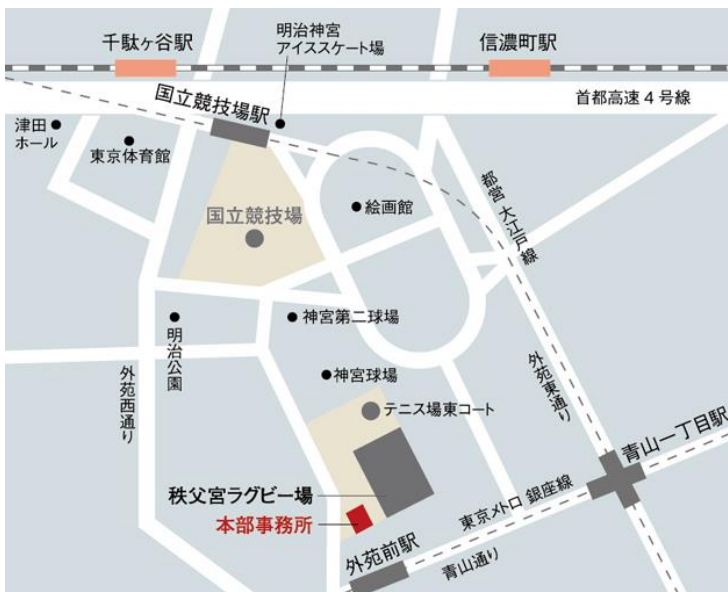 千駄ヶ谷駅
明治神宮
アイススケート場
信濃町駅
国立競技場駅
首都高速4号線
津田
ホール
東京体育館
国立競技場
絵画館
都営 大江戸線
神宮第二球場
明治公園
外苑西通り
神宮球場
外苑東通り
テニス場東コート
青山一丁目駅
秩父宮ラグビー場
東京メトロ 銀座線
本部事務所
外苑前駅
青山通り